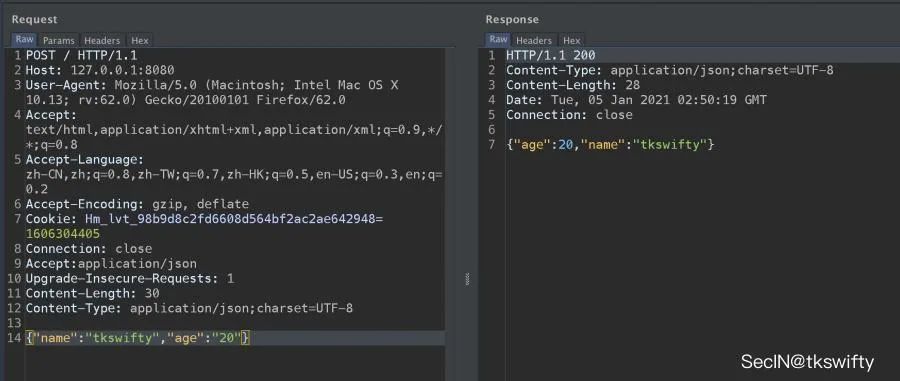 Request
Raw Params Headers Hex
1 POST / HTTP/1.1
2 Host: 127.0.0.1:8080
3 User-Agent: Mozilla/5.0 (Macintosh; Intel Mac OS X
10.13; rv:62.0) Gecko/20100101 Firefox/62.0
4 Accept:
text/html,application/xhtml+xml,application/xml;q=0.9,*/
*;q=0.8
5 Accept-Language:
zh-CN,zh;q=0.8,zh-TW;q=0.7,zh-HK;q=0.5,en-US;q=0.3,en;q=
0.2
6 Accept-Encoding: gzip, deflate
7 Cookie: Hm_lvt_98b9d8c2fd6608d564bf2ac2ae642948=
1606304405
8 Connection: close
9 Accept:application/json
10 Upgrade-Insecure-Requests: 1
11 Content-Length: 30
12 Content-Type: application/json;charset=UTF-8
13
14 {"name":"tkswifty","age":"20"}
Response
Raw Headers Hex
1 HTTP/1.1 200
2 Content-Type: application/json;charset=UTF-8
3 Content-Length: 28
4 Date: Tue, 05 Jan 2021 02:50:19 GMT
5 Connection: close
6
7 {"age":20,"name":"tkswifty"}
SecIN@tkswifty